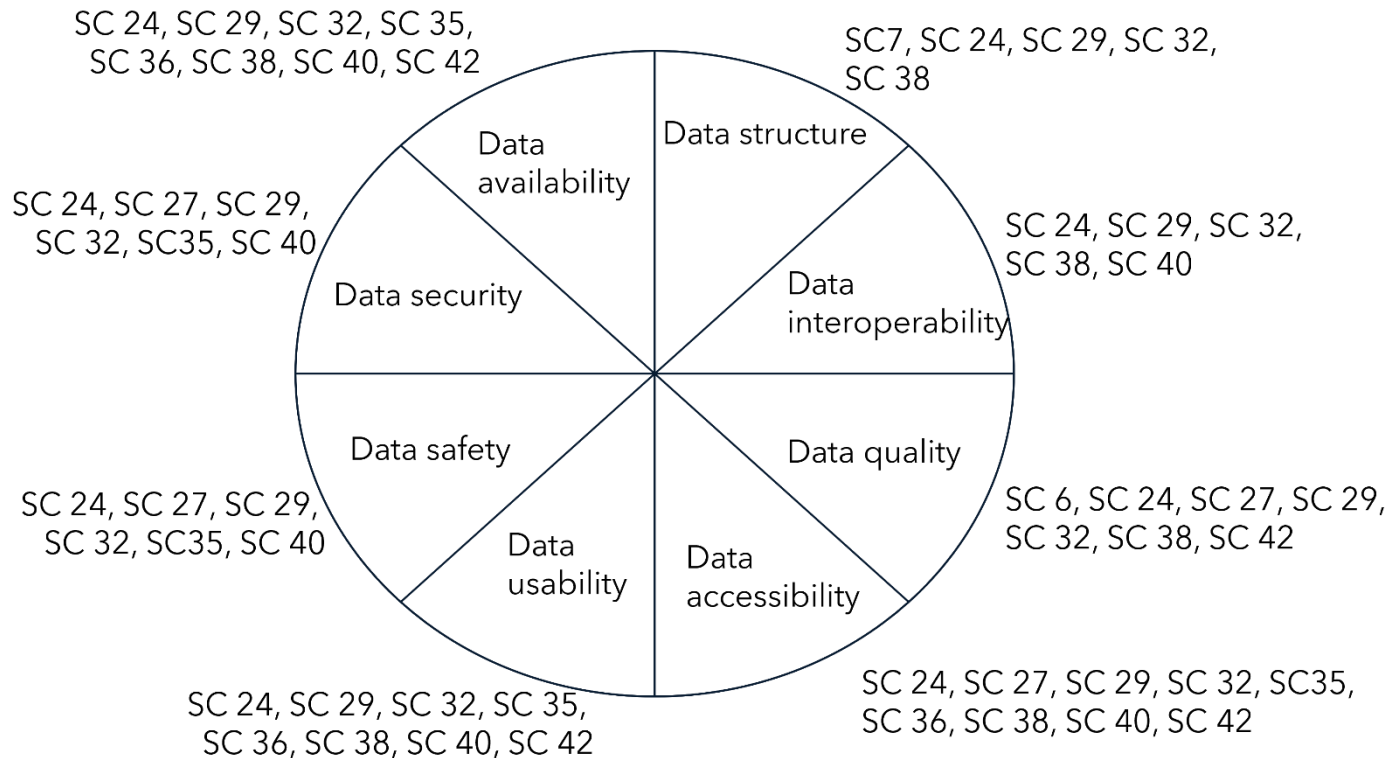 SC 24, SC 29, SC 32, SC 35,
SC 36, SC 38, SC 40, SC 42
SC7, SC 24, SC 29, SC 32,
SC 38
Data
availability
Data structure
SC 24, SC 27, SC 29,
SC 32, SC35, SC 40
SC 24, SC 29, SC 32,
SC 38, SC 40
Data security
Data
interoperability
Data safety
Data quality
SC 24, SC 27, SC 29,
SC 32, SC35, SC 40
SC 6, SC 24, SC 27, SC 29,
SC 32, SC 38, SC 42
Data
usability
Data
accessibility
SC 24, SC 29, SC 32, SC 35,
SC 36, SC 38, SC 40, SC 42
SC 24, SC 27, SC 29, SC 32, SC35,
SC 36, SC 38, SC 40, SC 42